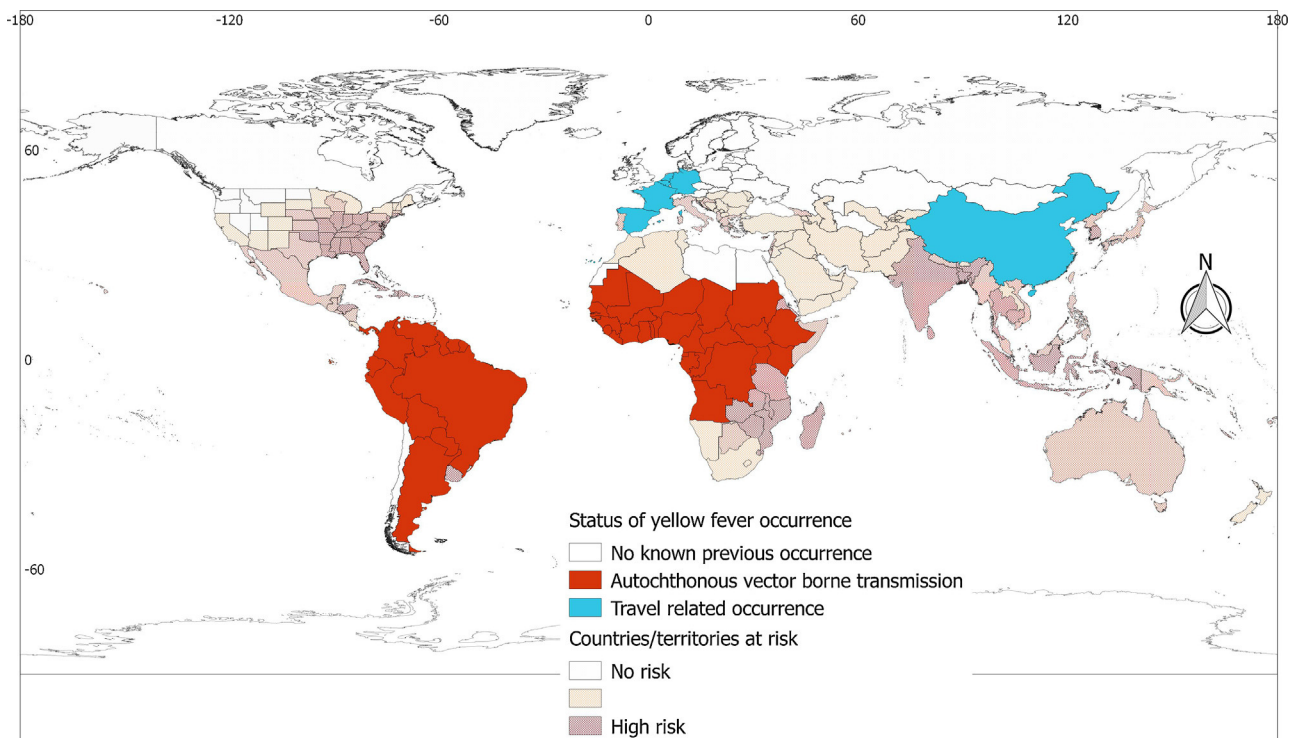 -180 -120 -60 0 60 120 180
60
N
0
-60
Status of yellow fever occurrence
No known previous occurrence
Autochthonous vector borne transmission
Travel related occurrence
Countries/territories at risk
No risk
High risk